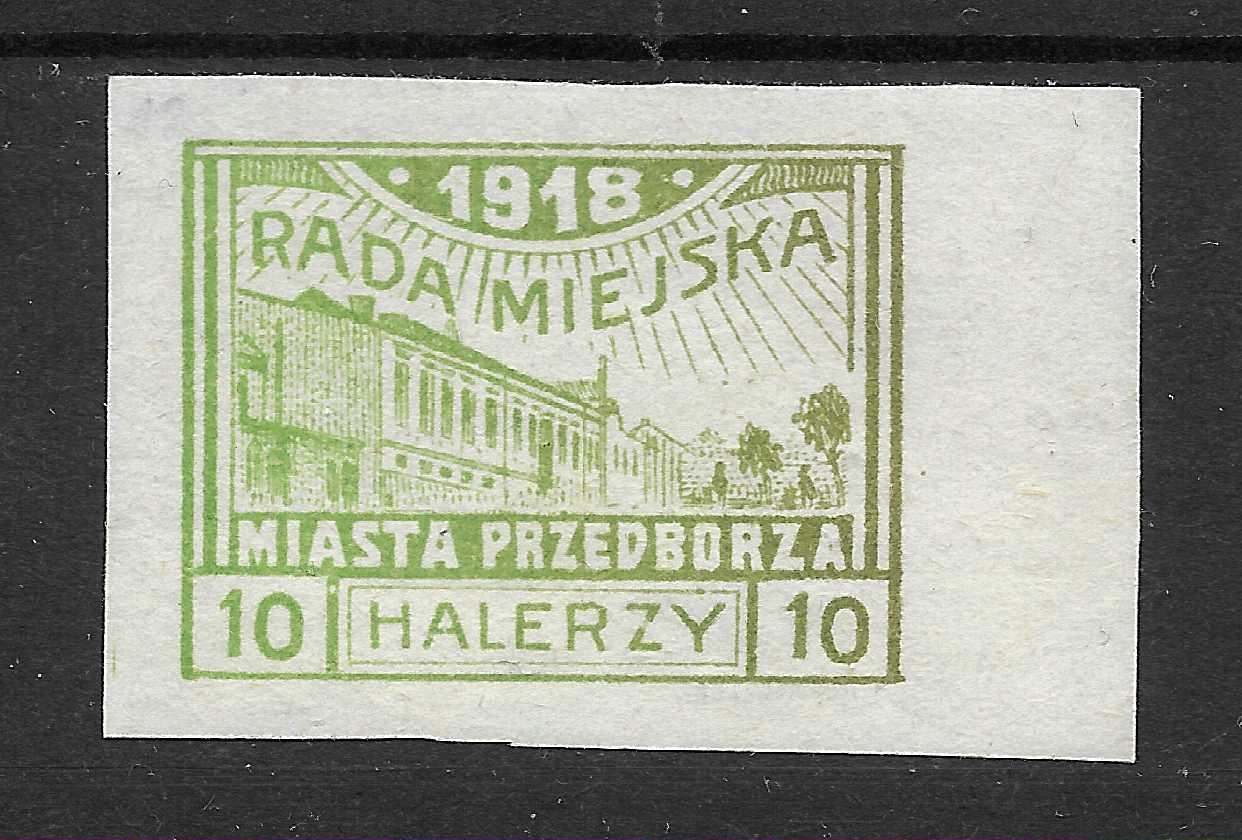 1918
RADA MIEJSKA
MIASTA PRZEDBORZA
10 HALERZY 10